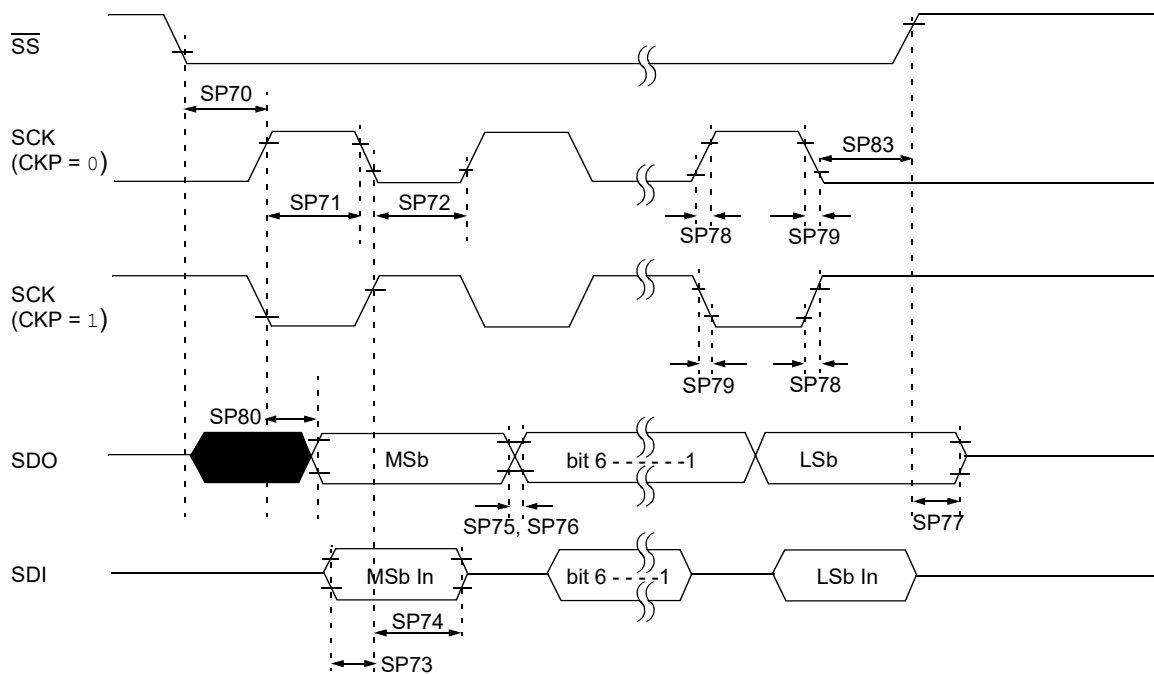 SS
SP70
SCK
(CKP = 0)
SP83
SP71
SP72
SP78
SP79
SCK
(CKP = 1)
SP79
SP78
SP80
SDO
MSb
bit 6 - - - - - -1
LSb
SP75, SP76
SP77
SDI
MSb In
bit 6 - - - -1
LSb In
SP74
SP73